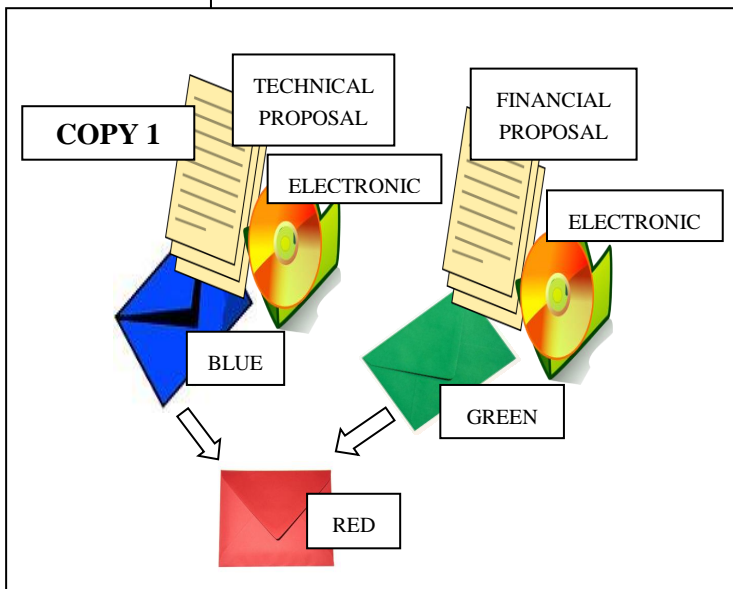 TECHNICAL
PROPOSAL
COPY 1
ELECTRONIC
FINANCIAL
PROPOSAL
ELECTRONIC
BLUE
GREEN
RED